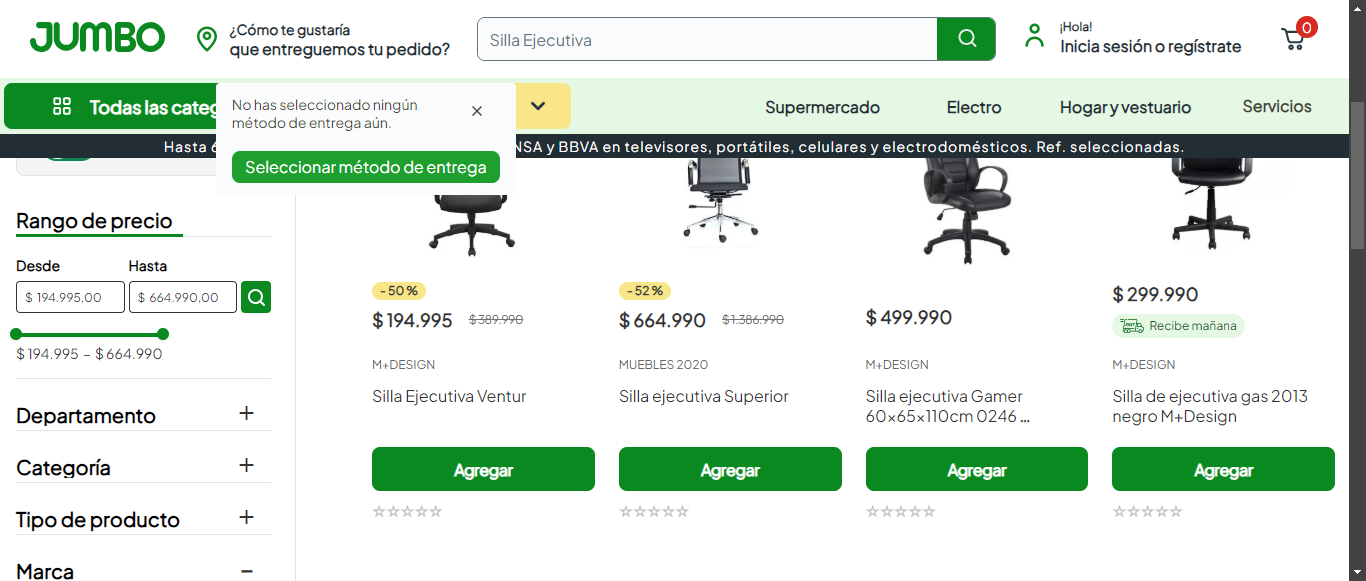 JUMBO
¿Cómo te gustaría
que entreguemos tu pedido?
Silla Ejecutiva
¡Hola!
Inicia sesión o regístrate
0
Todas las categ
No has seleccionado ningún
método de entrega aún.
Seleccionar método de entrega
Supermercado
Electro
Hogar y vestuario
Servicios
Hasta 6
NSA y BBVA en televisores, portátiles, celulares y electrodomésticos. Ref. seleccionadas.
Rango de precio
Desde
Hasta
$ 194.995,00
$ 664.990,00
$ 194.995 – $ 664.990
Departamento
Categoría
Tipo de producto
Marca
-50 %
$ 194.995 $ 389.990
M+DESIGN
Silla Ejecutiva Ventur
Agregar
-52 %
$ 664.990 $ 1.386.990
MUEBLES 2020
Silla ejecutiva Superior
Agregar
$ 499.990
M+DESIGN
Silla ejecutiva Gamer
60x65x110cm 0246 ...
Agregar
$ 299.990
Recibe mañana
M+DESIGN
Silla de ejecutiva gas 2013
negro M+Design
Agregar